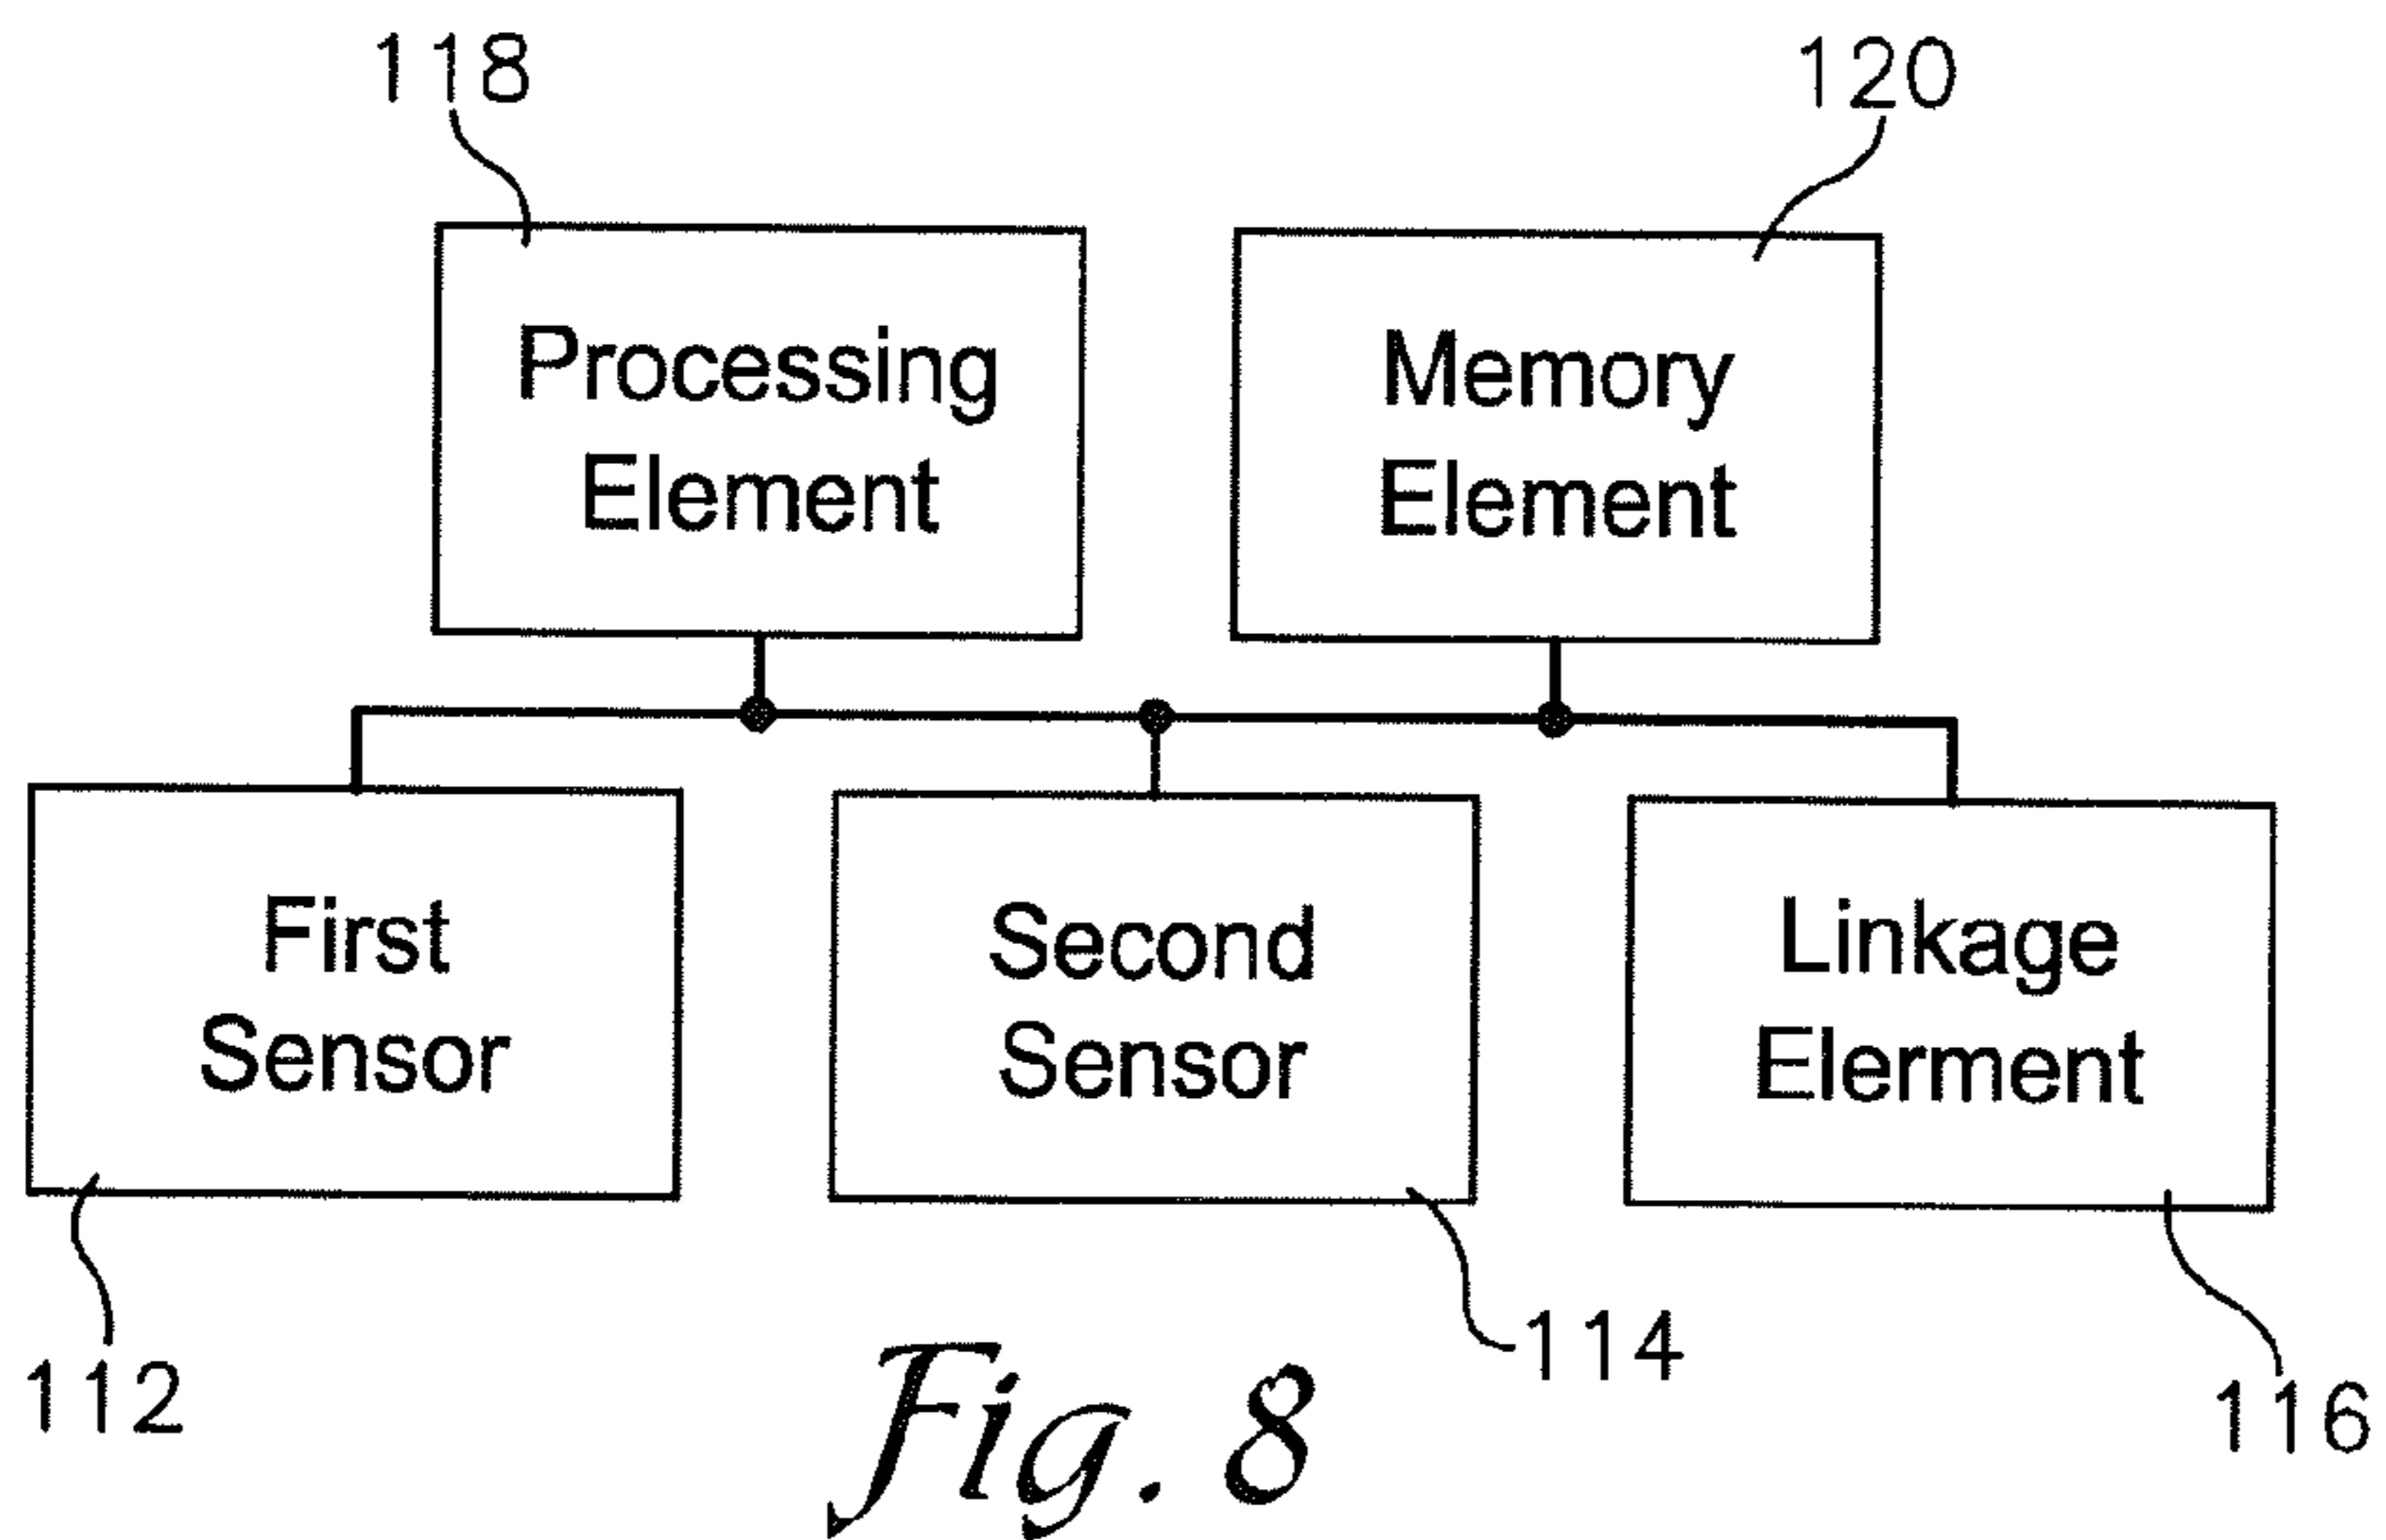 118
120
Processing
Element
Memory
Element
First
Sensor
Second
Sensor
Linkage
Elerment
112
114
116
Fig. 8